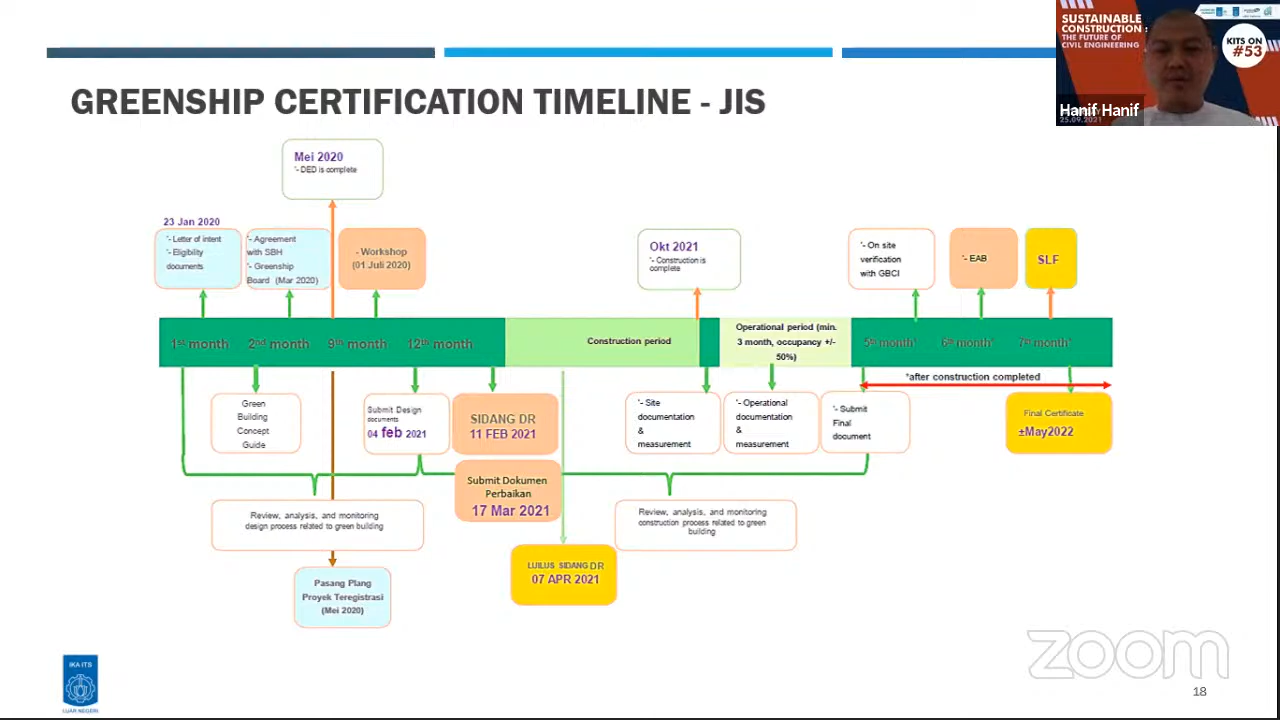 SUSTAINABLE
CONSTRUCTION :
THE FUTURE OF
CIVIL ENGINEERING
KITS ON
#53
Hanif Hanif
25.09.2021
GREENSHIP CERTIFICATION TIMELINE - JIS
Mei 2020
'- DED is complete
23 Jan 2020
'- Letter of intent
'- Eligibility
documents
'- Agreement
with SBH
'- Greenship
Board (Mar 2020)
- Workshop
(01 Juli 2020)
Okt 2021
'- Construction is
complete
'- On site
verification
with GBCI
'- EAB
SLF
1st month
2nd month
9th month
12th month
Construction period
Operational period (min.
3 month, occupancy +/-
50%)
5th month*
6th month*
7th month*
*after construction completed
Green
Building
Concept
Guide
Submit Design
documents
04 feb 2021
SIDANG DR
11 FEB 2021
'- Site
documentation
&
measurement
'- Operational
documentation
&
measurement
'- Submit
Final
document
Final Certificate
±May2022
Submit Dokumen
Perbaikan
17 Mar 2021
Review, analysis, and monitoring
design process related to green building
Review, analysis, and monitoring
construction process related to green
building
LULUS SIDANG DR
07 APR 2021
Pasang Plang
Proyek Teregistrasi
(Mei 2020)
IKA ITS
LUAR NEGERI
zoom
18